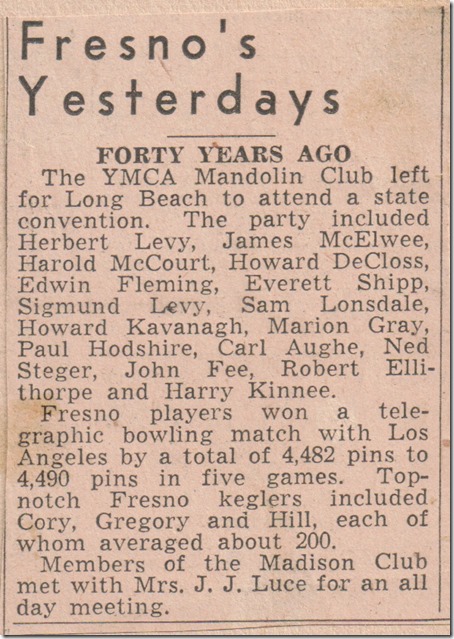 Fresno's
Yesterdays
FORTY YEARS AGO
The YMCA Mandolin Club left
for Long Beach to attend a state
convention. The party included
Herbert Levy, James McElwee,
Harold McCourt, Howard DeCloss,
Edwin Fleming, Everett Shipp,
Sigmund Levy, Sam Lonsdale,
Howard Kavanagh, Marion Gray,
Paul Hodshire, Carl Aughe, Ned
Steger, John Fee, Robert Elli-
thorpe and Harry Kinnee.
Fresno players won a tele-
graphic bowling match with Los
Angeles by a total of 4,482 pins to
4,490 pins in five games. Top-
notch Fresno keglers included
Cory, Gregory and Hill, each of
whom averaged about 200.
Members of the Madison Club
met with Mrs. J. J. Luce for an all
day meeting.